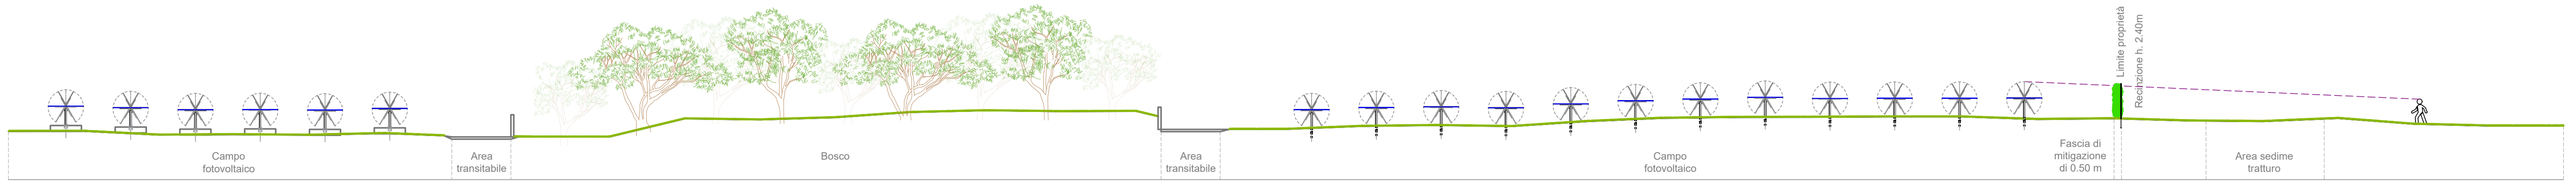 Campo
fotovoltaico
Area
transitabile
Bosco
Area
transitabile
Campo
fotovoltaico
Fascia di
mitigazione
di 0.50 m
Limite proprietà
Recinzione h. 2.40m
Area sedime
tratturo